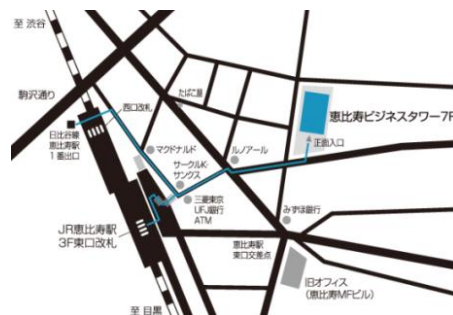 至 渋谷
駒沢通り
西口改札
たばこ屋
日比谷線
恵比寿駅
1番出口
マクドナルド
サークルK・
サンクス
ルノアール
恵比寿ビジネスタワー7F
正面入口
三菱東京
UFJ銀行
ATM
みずほ銀行
JR恵比寿駅
3F東口改札
恵比寿駅
東口交差点
IBオフィス
(恵比寿MFビル)
至 目黒